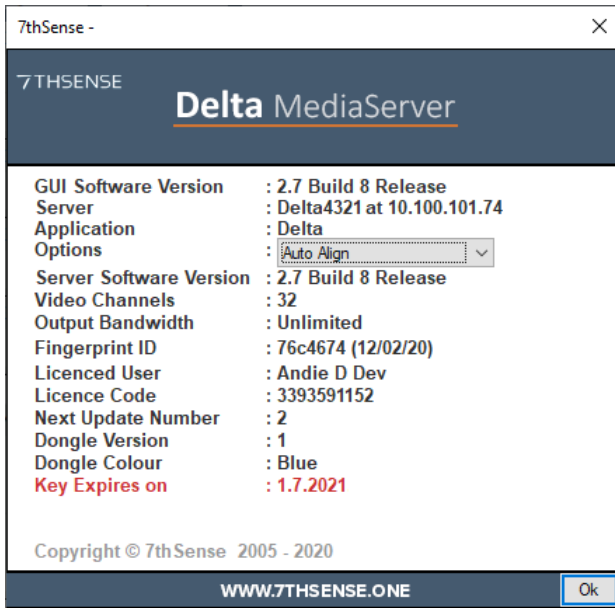 7thSense -
7THSENSE
Delta MediaServer
GUI Software Version : 2.7 Build 8 Release
Server : Delta4321 at 10.100.101.74
Application : Delta
Options : Auto Align
Server Software Version : 2.7 Build 8 Release
Video Channels : 32
Output Bandwidth : Unlimited
Fingerprint ID : 76c4674 (12/02/20)
Licenced User : Andie D Dev
Licence Code : 3393591152
Next Update Number : 2
Dongle Version : 1
Dongle Colour : Blue
Key Expires on : 1.7.2021
Copyright © 7thSense 2005 - 2020
WWW.7THSENSE.ONE
Ok